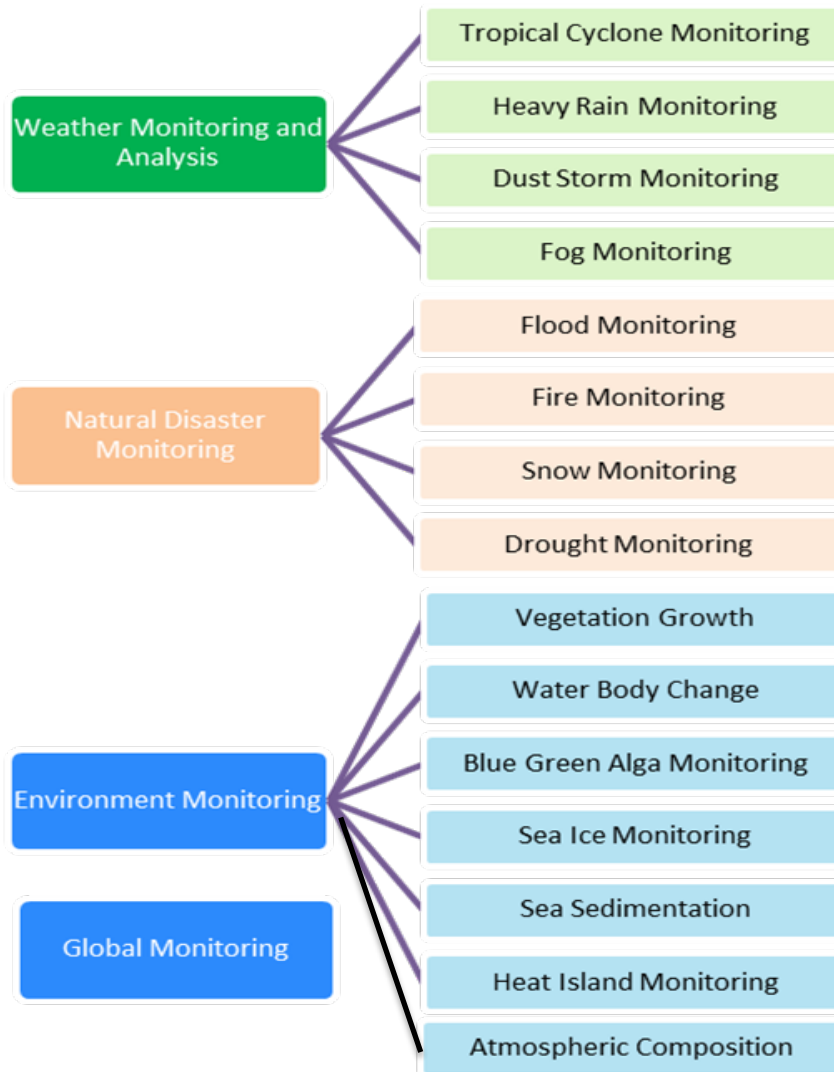 Weather Monitoring and
Analysis
Tropical Cyclone Monitoring
Heavy Rain Monitoring
Dust Storm Monitoring
Fog Monitoring
Natural Disaster
Monitoring
Flood Monitoring
Fire Monitoring
Snow Monitoring
Drought Monitoring
Environment Monitoring
Vegetation Growth
Water Body Change
Blue Green Alga Monitoring
Sea Ice Monitoring
Sea Sedimentation
Heat Island Monitoring
Atmospheric Composition
Global Monitoring